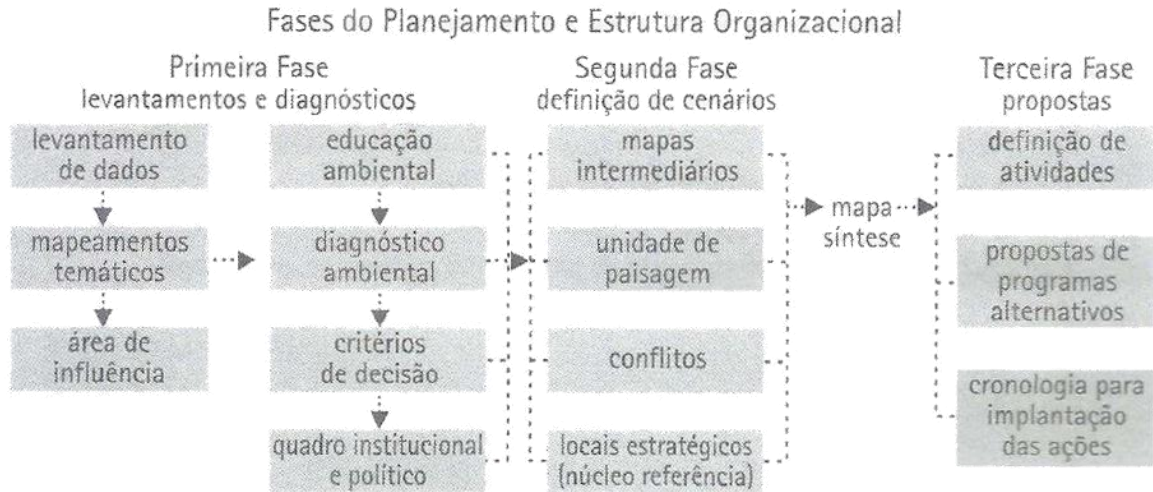 Fases do Planejamento e Estrutura Organizacional
Primeira Fase
levantamentos e diagnósticos
levantamento
de dados
mapeamentos
temáticos
área de
influência
educação
ambiental
diagnóstico
ambiental
critérios
de decisão
quadro institucional
e político
Segunda Fase
definição de cenários
mapas
intermediários
unidade de
paisagem
conflitos
locais estratégicos
(núcleo referência)
mapa
síntese
Terceira Fase
propostas
definição de
atividades
propostas de
programas
alternativos
cronologia para
implantação
das ações